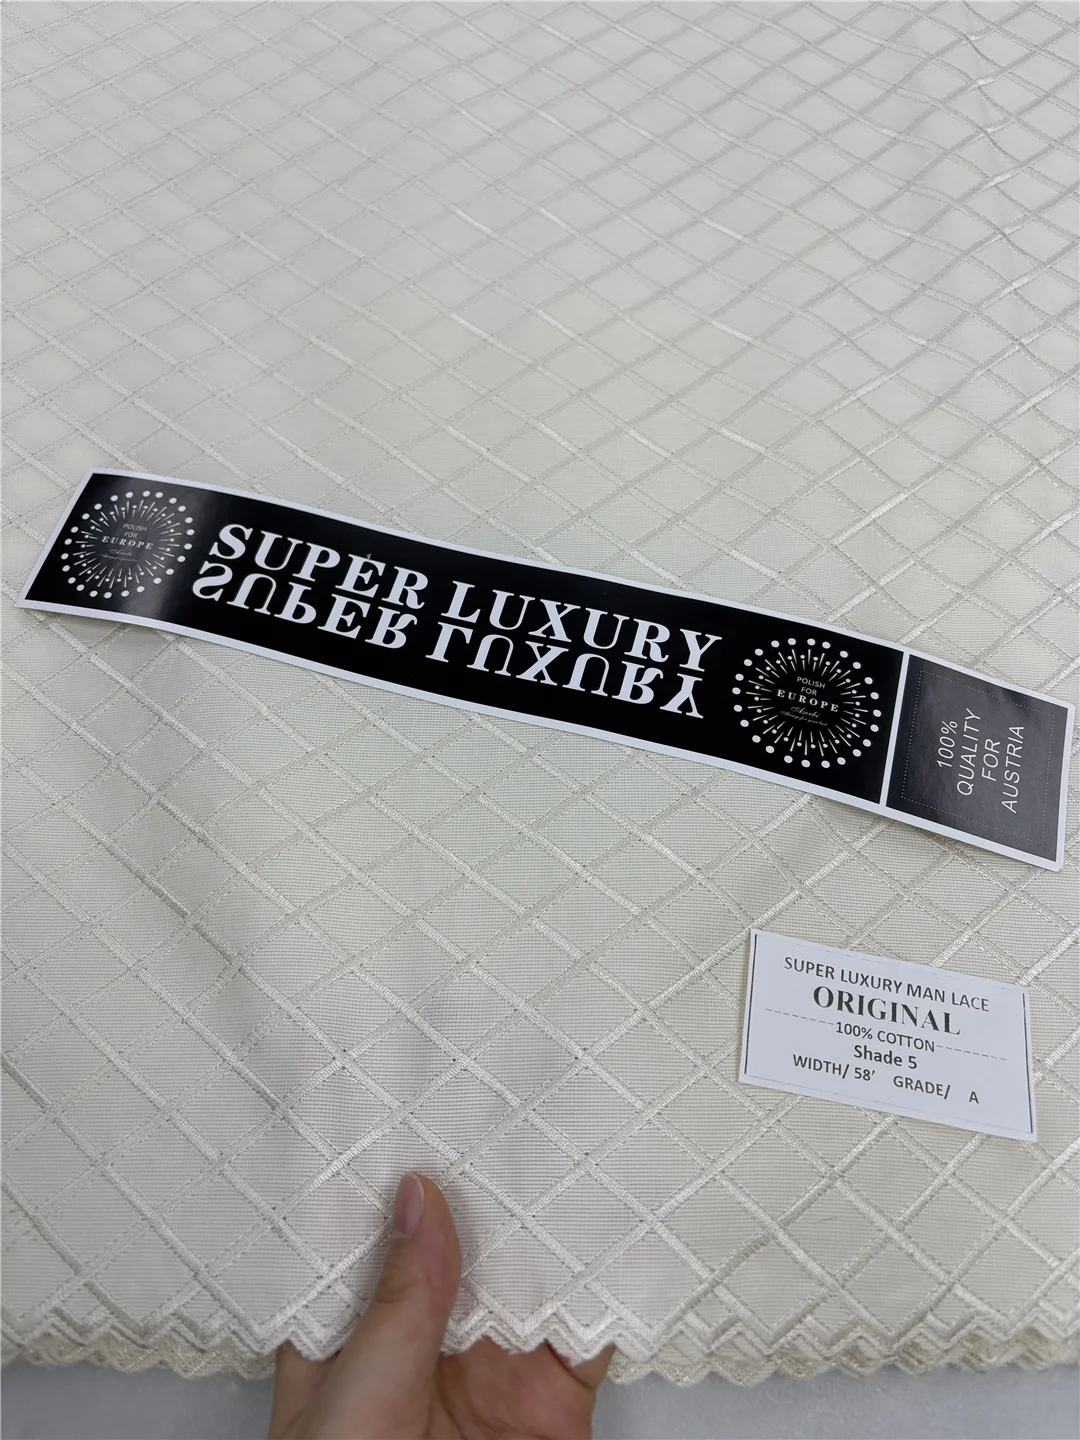 POLISH
FOR
EUROPE
SUPER LUXURY
SUPER LUXURY
POLISH
FOR
EUROPE
100%
QUALITY
FOR
AUSTRIA
SUPER LUXURY MAN LACE
ORIGINAL
100% COTTON
Shade 5
WIDTH/ 58' GRADE/ A